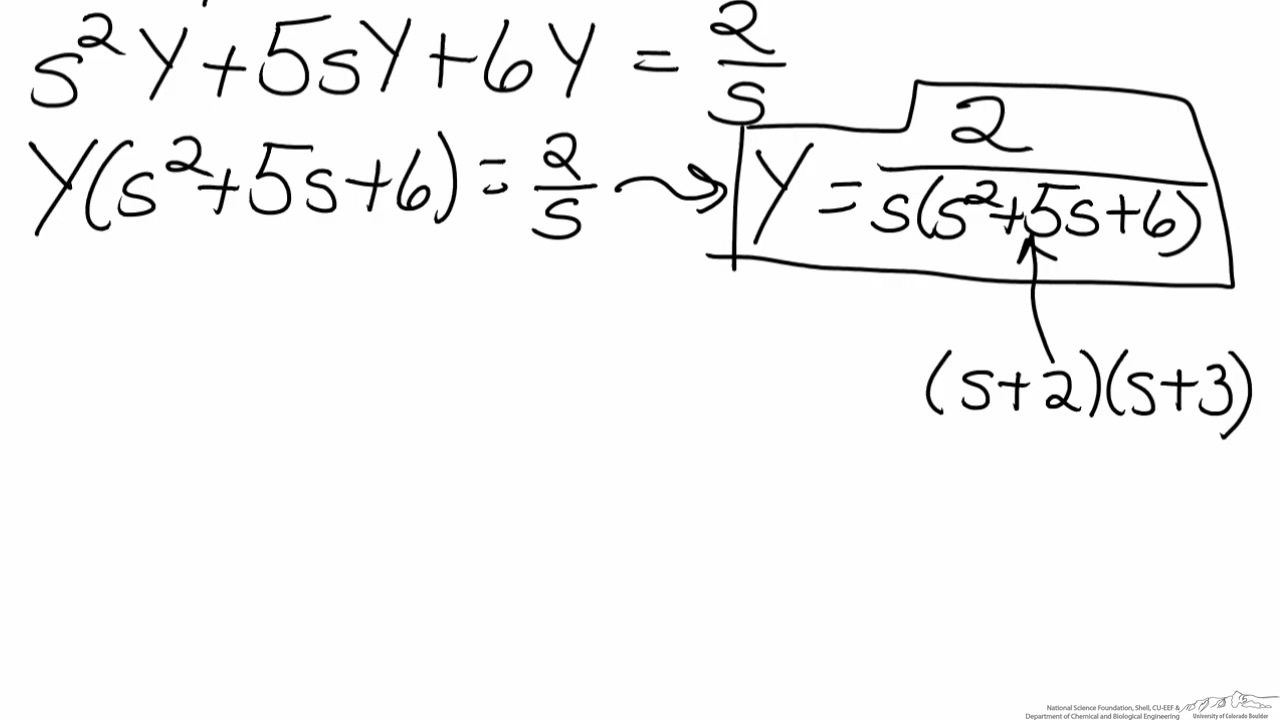 s²Y+5sY+6Y = 2/s
Y(s²+5s+6) = 2/s → Y = 2/s(s²+5s+6)
(s+2)(s+3)
National Science Foundation, Shell, CU-EEF &
Department of Chemical and Biological Engineering
University of Colorado Boulder